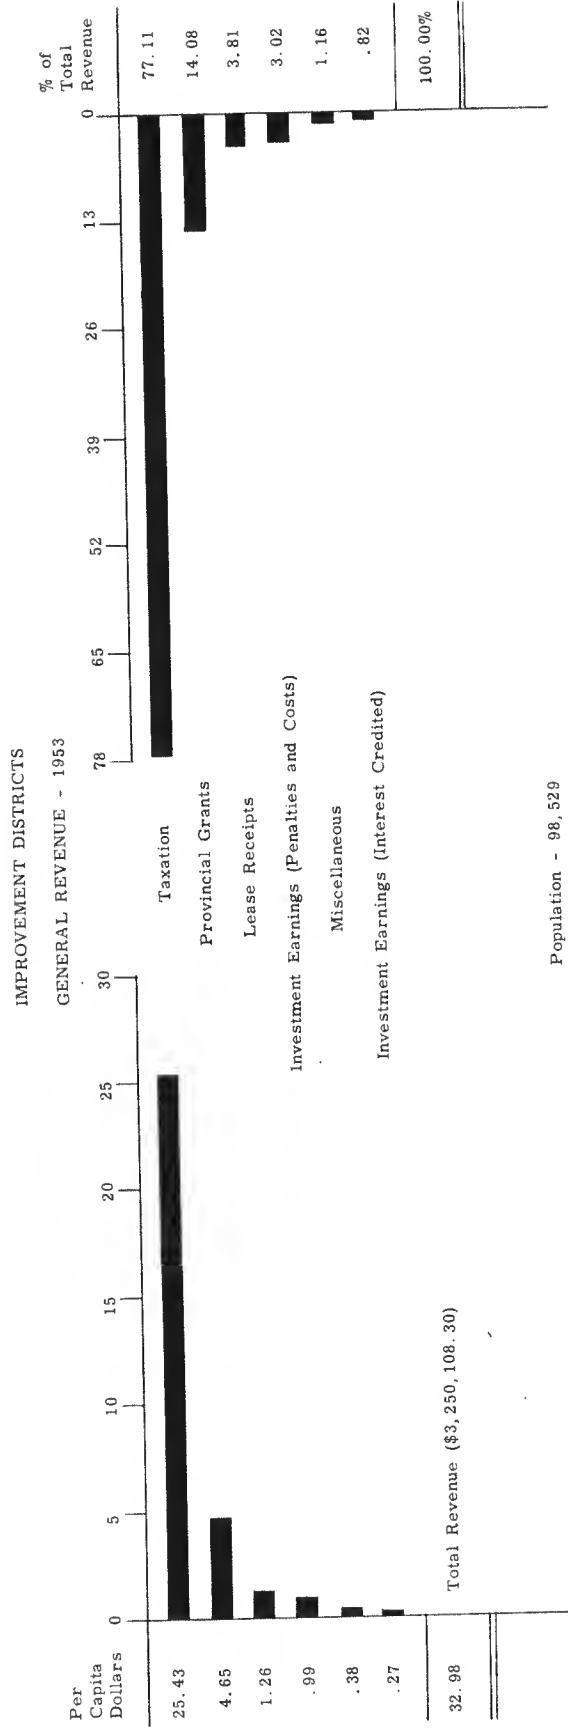 IMPROVEMENT DISTRICTS
GENERAL REVENUE - 1953
Per
Capita
Dollars
0 5 10 15 20 25 30
78 65 52 39 26 13 0
% of
Total
Revenue
25.43 Taxation 77.11
4.65 Provincial Grants 14.08
1.26 Lease Receipts 3.81
.99 Investment Earnings (Penalties and Costs) 3.02
.38 Miscellaneous 1.16
.27 Investment Earnings (Interest Credited) .82
32.98 Total Revenue ($3,250,108.30) 100.00%
Population - 98,529